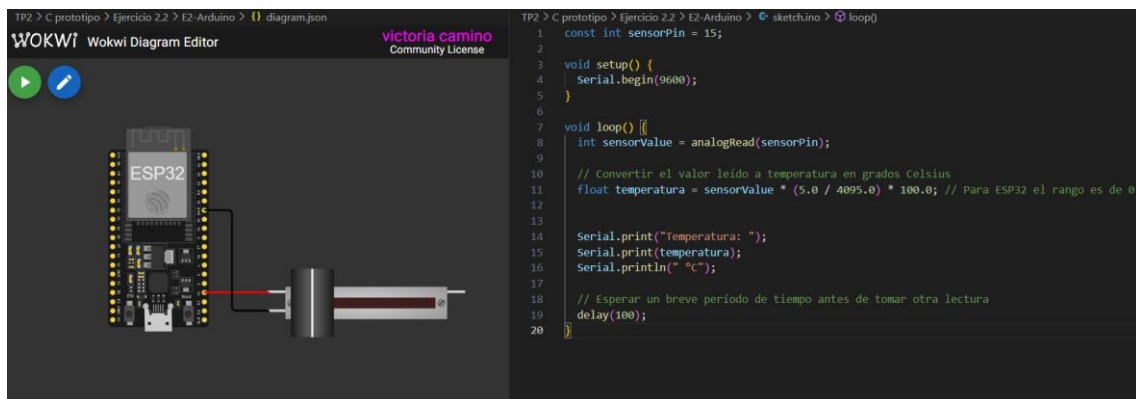 TP2 > C prototipo > Ejercicio 2.2 > E2-Arduino > {} diagram.json
WOKWi Wokwi Diagram Editor
victoria camino
Community License
ESP32
TP2 > C prototipo > Ejercicio 2.2 > E2-Arduino > sketch.ino > loop()
1 const int sensorPin = 15;
2
3 void setup() {
4 Serial.begin(9600);
5 }
6
7 void loop() {
8 int sensorValue = analogRead(sensorPin);
9
10 // Convertir el valor leído a temperatura en grados Celsius
11 float temperatura = sensorValue * (5.0 / 4095.0) * 100.0; // Para ESP32 el rango es de 0
12
13
14 Serial.print("Temperatura: ");
15 Serial.print(temperatura);
16 Serial.println(" ºC");
17
18 // Esperar un breve período de tiempo antes de tomar otra lectura
19 delay(100);
20 }